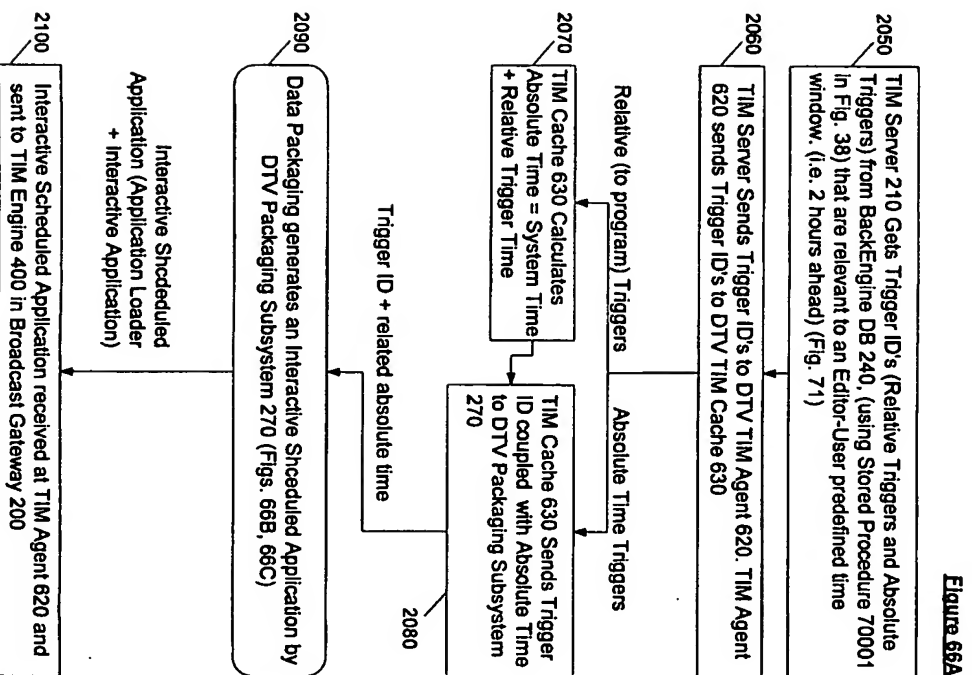 Figure 66A
2050
TIM Server 210 Gets Trigger ID's (Relative Triggers and Absolute
Triggers) from BackEngine DB 240, (using Stored Procedure 70001
in Fig. 38) that are relevant to an Editor-User predefined time
window. (i.e. 2 hours ahead) (Fig. 71)
2060
TIM Server Sends Trigger ID's to DTV TIM Agent 620. TIM Agent
620 sends Trigger ID's to DTV TIM Cache 630
Relative (to program) Triggers
Absolute Time Triggers
2070
TIM Cache 630 Calculates
Absolute Time = System Time
+ Relative Trigger Time
TIM Cache 630 Sends Trigger
ID coupled with Absolute Time
to DTV Packaging Subsystem
270
2080
Trigger ID + related absolute time
2090
Data Packaging generates an Interactive Shceduled Application by
DTV Packaging Subsystem 270 (Figs. 66B, 66C)
Interactive Shcdeduled
Application (Application Loader
+ Interactive Application)
2100
Interactive Scheduled Application received at TIM Agent 620 and
sent to TIM Engine 400 in Broadcast Gateway 200